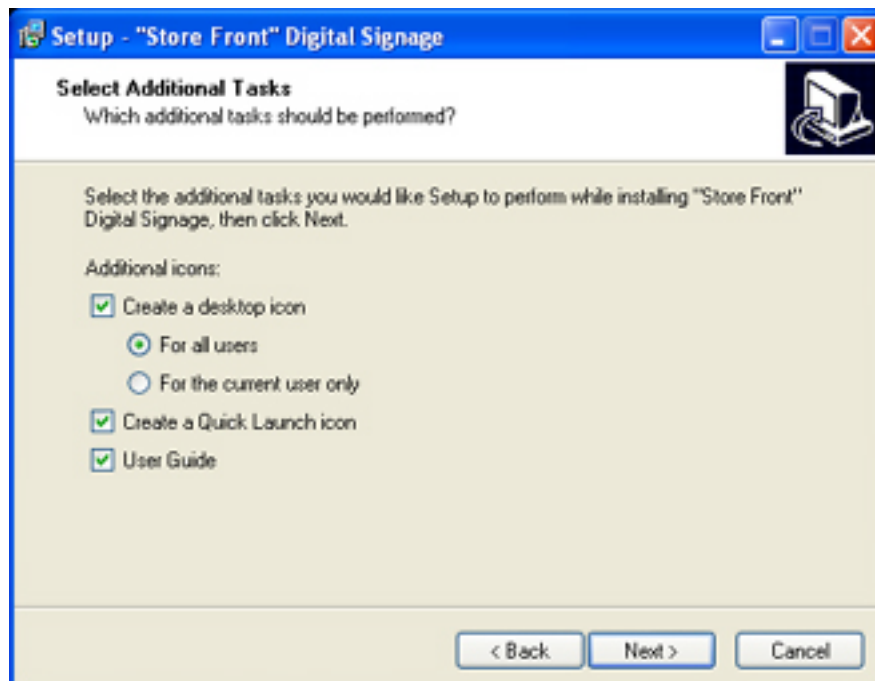 Setup - "Store Front" Digital Signage
Select Additional Tasks
Which additional tasks should be performed?
Select the additional tasks you would like Setup to perform while installing "Store Front"
Digital Signage, then click Next.
Additional icons:
Create a desktop icon
For all users
For the current user only
Create a Quick Launch icon
User Guide
< Back Next > Cancel